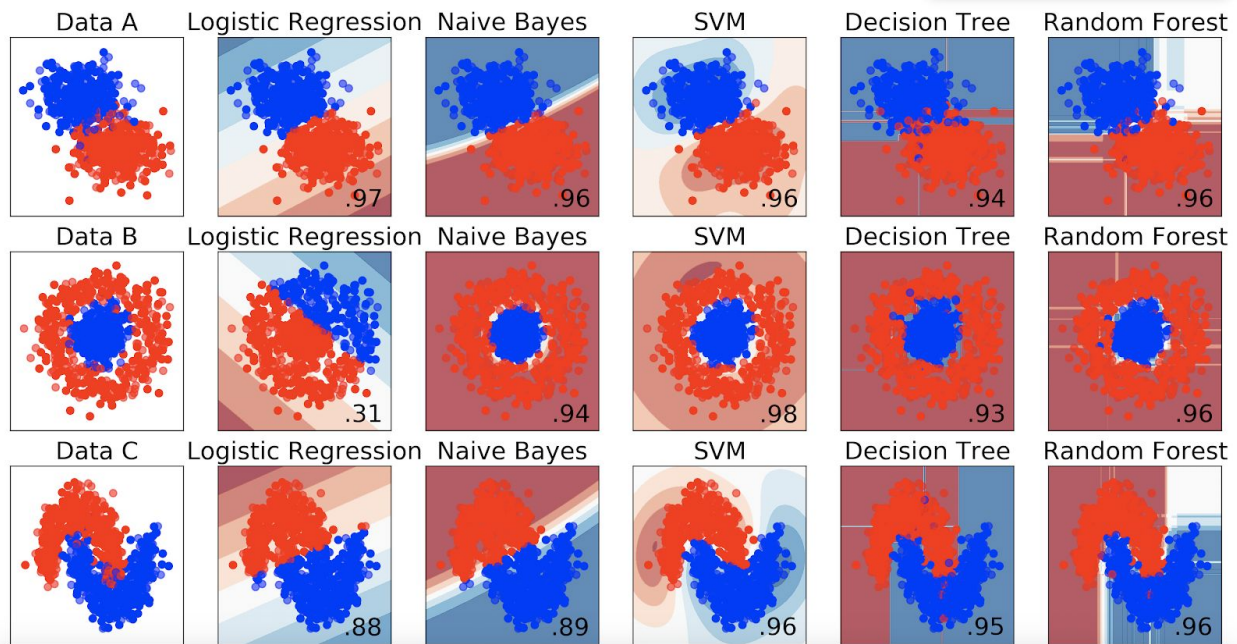 Data A Logistic Regression Naive Bayes SVM Decision Tree Random Forest
.97 .96 .96 .94 .96
Data B Logistic Regression Naive Bayes SVM Decision Tree Random Forest
.31 .94 .98 .93 .96
Data C Logistic Regression Naive Bayes SVM Decision Tree Random Forest
.88 .89 .96 .95 .96